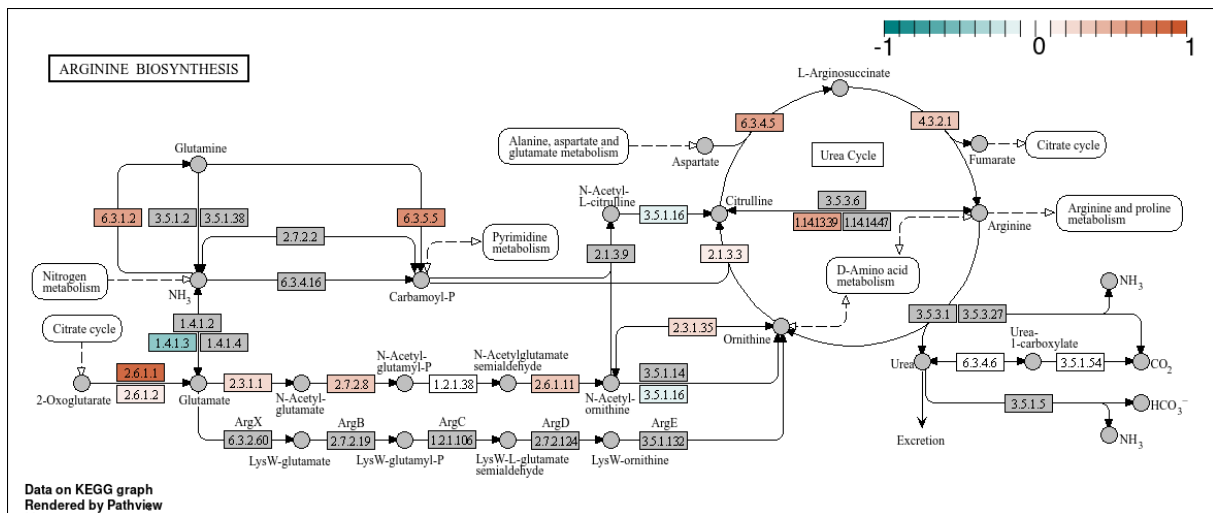 -1
0
1
ARGININE BIOSYNTHESIS
L-Arginosuccinate
6.3.4.5
4.3.2.1
Glutamine
Alanine, aspartate and
glutamate metabolism
Aspartate
Urea Cycle
Fumarate
Citrate cycle
6.3.1.2
3.5.1.2
3.5.1.38
6.3.5.5
N-Acetyl-
L-citrulline
3.5.1.16
Citrulline
3.5.3.6
1.14.13.39
1.14.14.47
Arginine
Arginine and proline
metabolism
2.7.2.2
Pyrimidine
metabolism
2.1.3.9
2.1.3.3
D-Amino acid
metabolism
Nitrogen
metabolism
NH3
6.3.4.16
Carbamoyl-P
NH3
1.4.1.2
1.4.1.3
1.4.1.4
Citrate cycle
2.3.1.35
Ornithine
3.5.3.1
3.5.3.27
Urea-
1-carboxylate
Urea
6.3.4.6
3.5.1.54
CO2
2.6.1.1
2.6.1.2
2-Oxoglutarate
Glutamate
2.3.1.1
N-Acetyl-
glutamate
2.7.2.8
N-Acetyl-
glutamyl-P
1.2.1.38
N-Acetylglutamate
semialdehyde
2.6.1.11
N-Acetyl-
ornithine
3.5.1.14
3.5.1.16
3.5.1.5
HCO3−
NH3
Excretion
ArgX
ArgB
ArgC
ArgD
ArgE
6.3.2.60
2.7.2.19
1.2.1.106
2.7.2.124
3.5.1.132
LysW-glutamate
LysW-glutamyl-P
LysW-L-glutamate
semialdehyde
LysW-ornithine
Data on KEGG graph
Rendered by Pathview